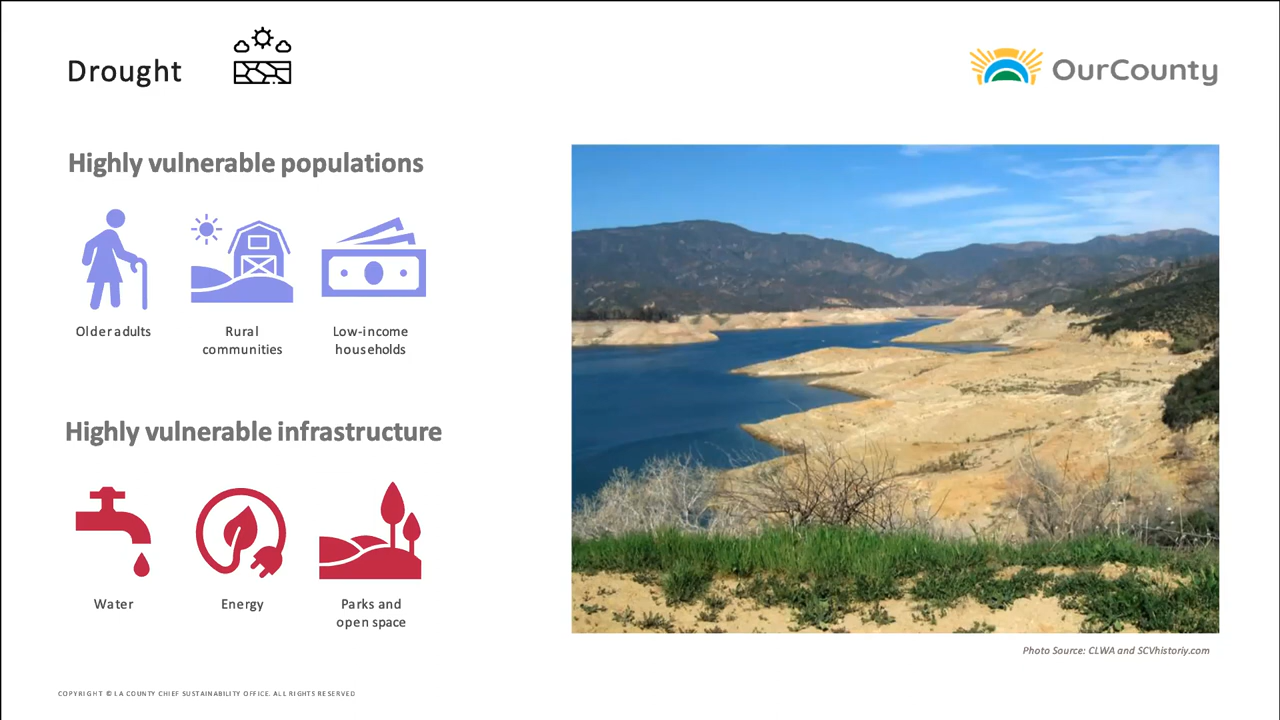 Drought
OurCounty
Highly vulnerable populations
Older adults
Rural
communities
Low-income
households
Highly vulnerable infrastructure
Water
Energy
Parks and
open space
Photo Source: CLWA and SCVhistoriy.com
COPYRIGHT © LA COUNTY CHIEF SUSTAINABILITY OFFICE. ALL RIGHTS RESERVED